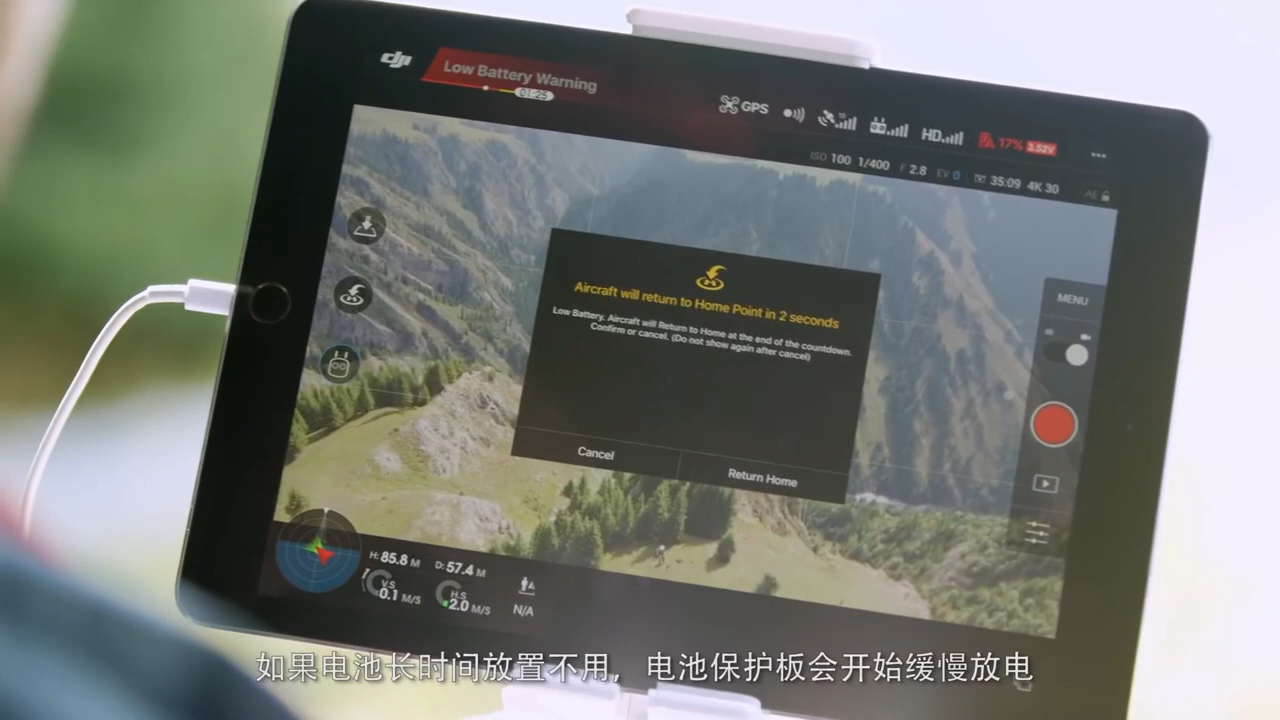 dji
Low Battery Warning
01:25
GPS
HD
17% 3.52V
ISO 100 1/400 F 2.8 EV 0 35:09 4K 30 AE
MENU
Aircraft will return to Home Point in 2 seconds
Low Battery. Aircraft will Return to Home at the end of the countdown.
Confirm or cancel. (Do not show again after cancel)
Cancel
Return Home
H: 85.8 M D: 57.4 M
V.S 0.1 M/S H.S 2.0 M/S N/A
如果电池长时间放置不用，电池保护板会开始缓慢放电